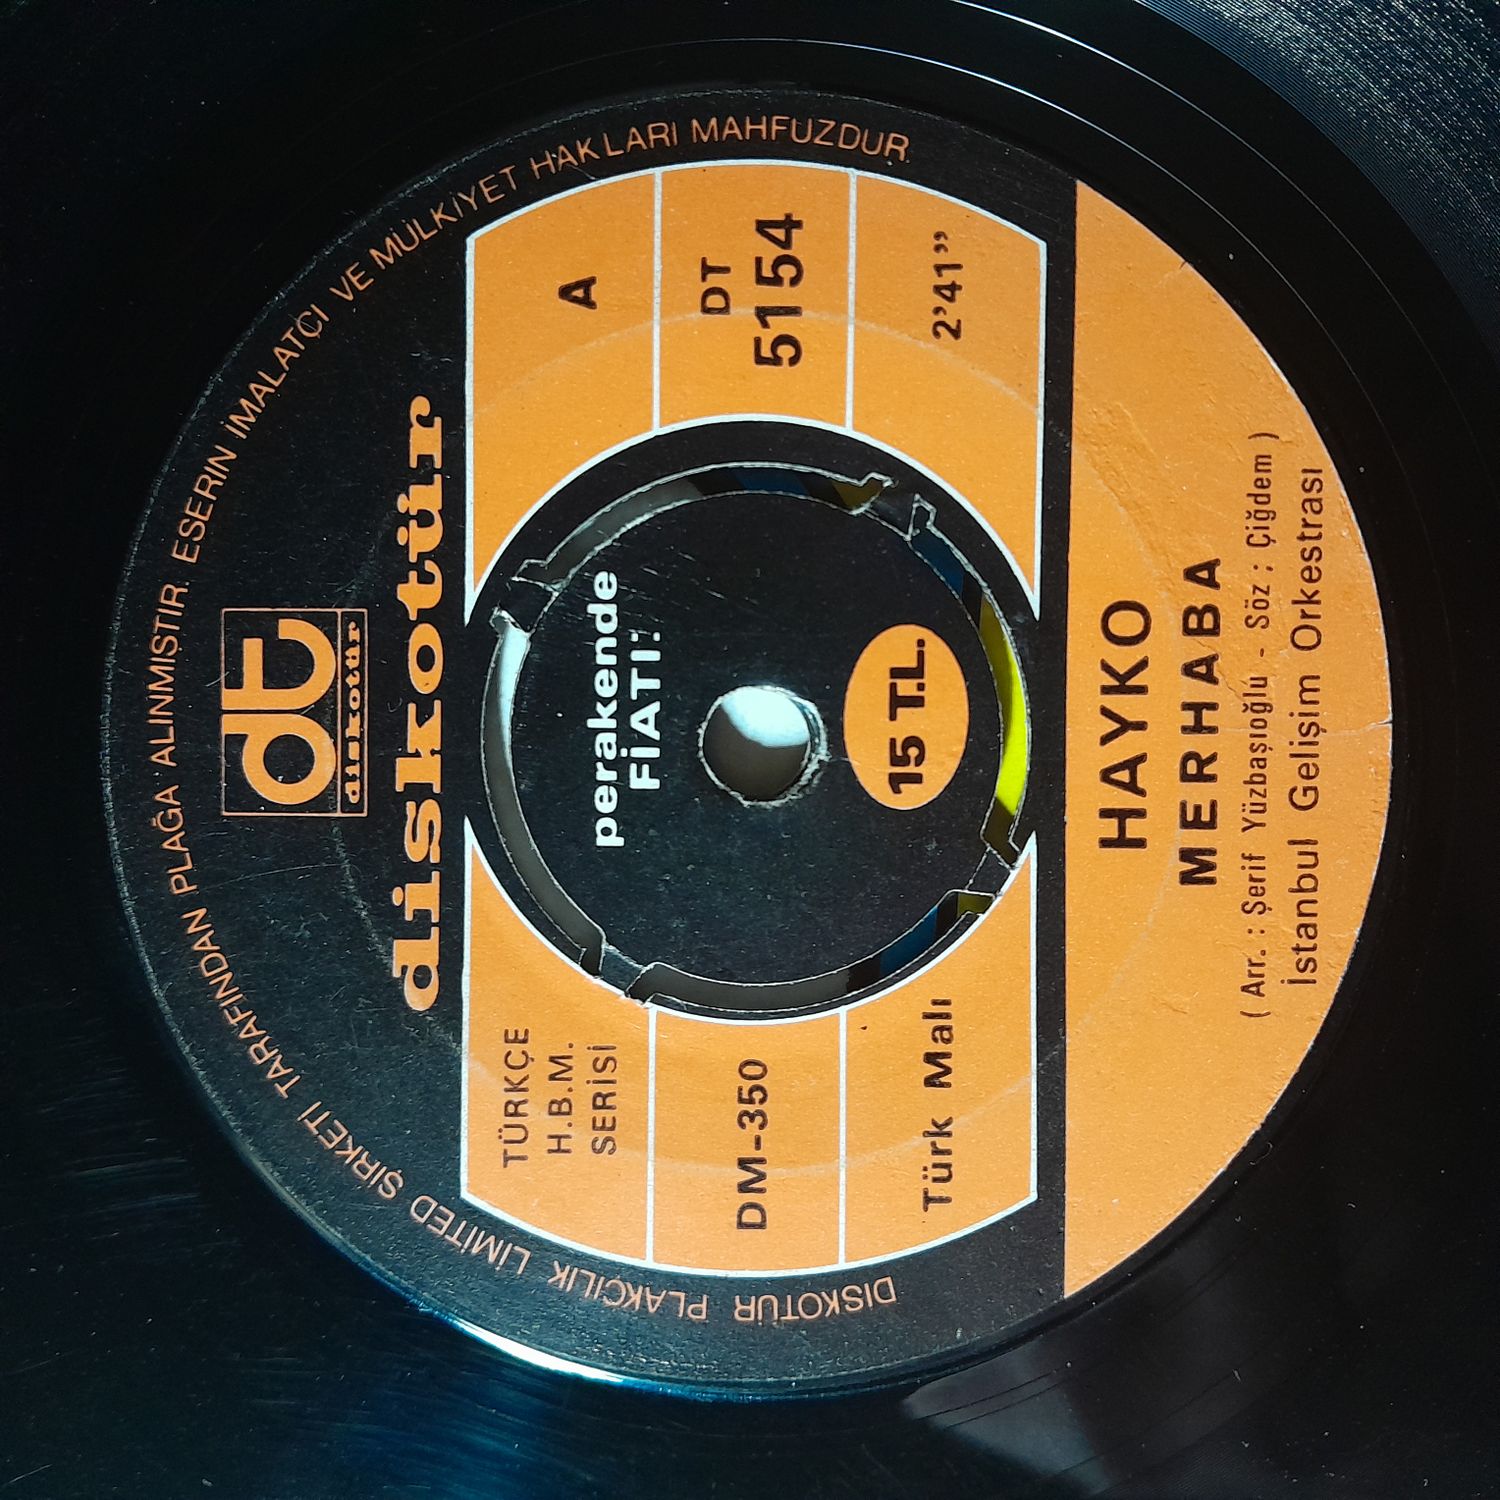 DİSKOTÜR PLAKÇILIK LİMİTED ŞİRKETİ TARAFINDAN PLAĞA ALINMIŞTIR. ESERİN İMALATÇI VE MÜLKİYET HAKLARI MAHFUZDUR
dt
diskotür
diskotür
TÜRKÇE
H.B.M.
SERİSİ
A
perakende
FİATI:
DM-350
DT
5154
15 T.L.
Türk Malı
2’41”
HAYKO
MERHABA
( Arr. : Şerif Yüzbaşıoğlu - Söz : Çiğdem )
İstanbul Gelişim Orkestrası